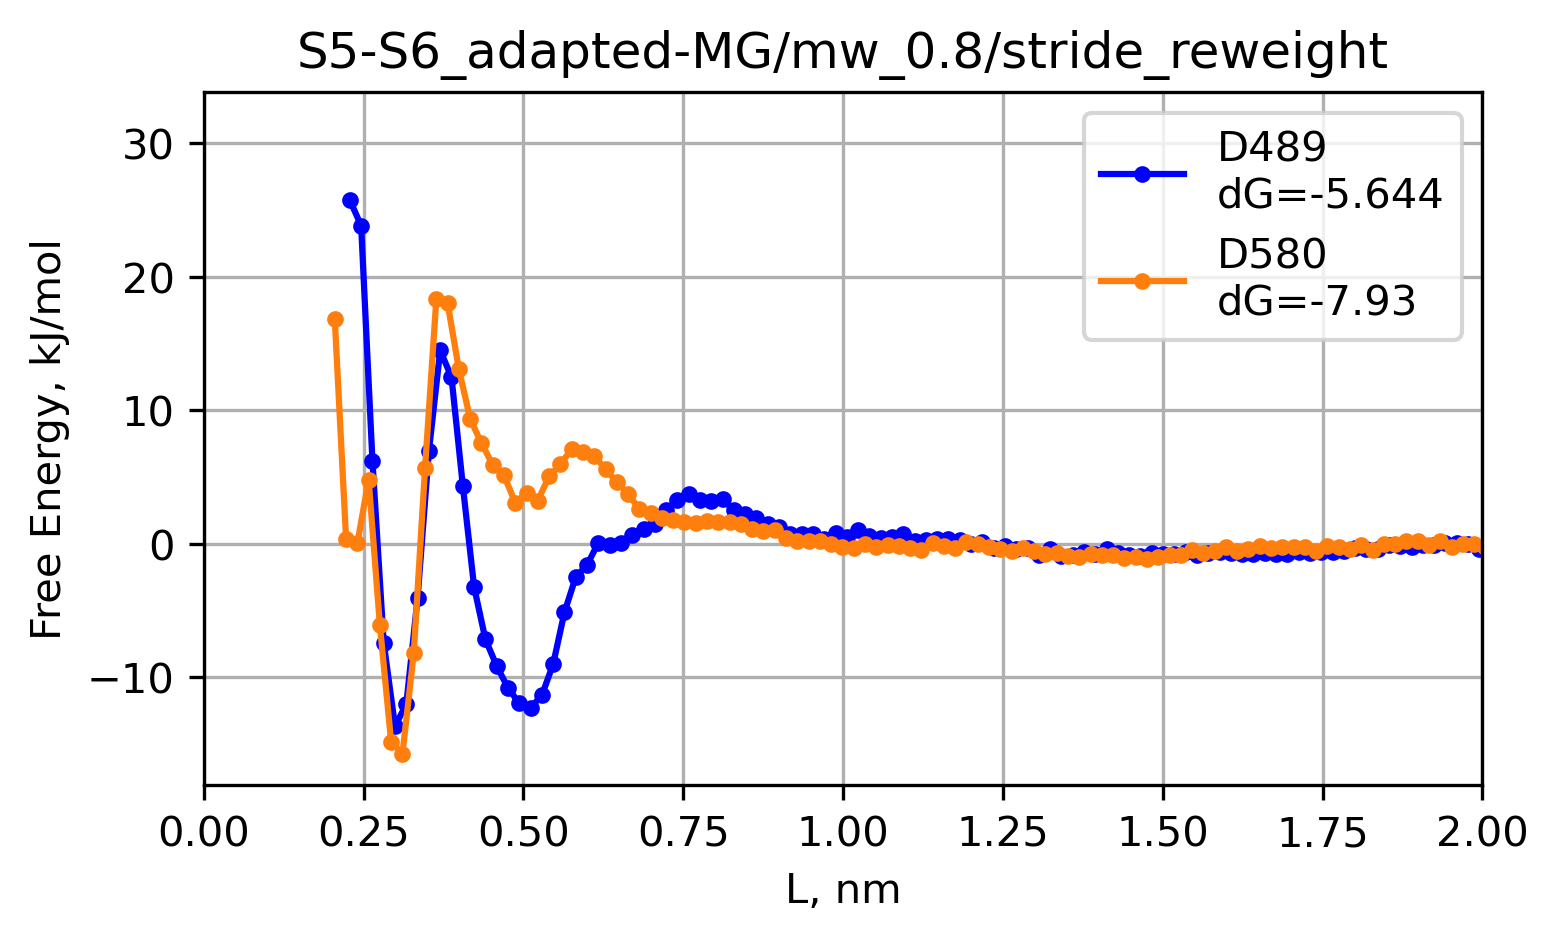 S5-S6_adapted-MG/mw_0.8/stride_reweight
30
20
10
0
−10
Free Energy, kJ/mol
D489
dG=-5.644
D580
dG=-7.93
0.00 0.25 0.50 0.75 1.00 1.25 1.50 1.75 2.00
L, nm